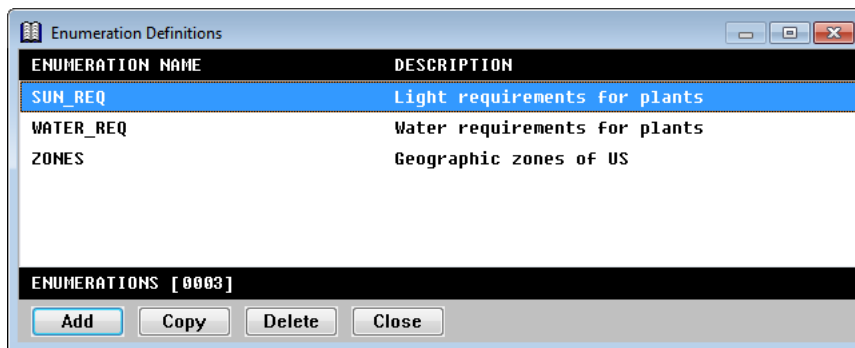 Enumeration Definitions
ENUMERATION NAME DESCRIPTION
SUN_REQ Light requirements for plants
WATER_REQ Water requirements for plants
ZONES Geographic zones of US
ENUMERATIONS [0003]
Add Copy Delete Close